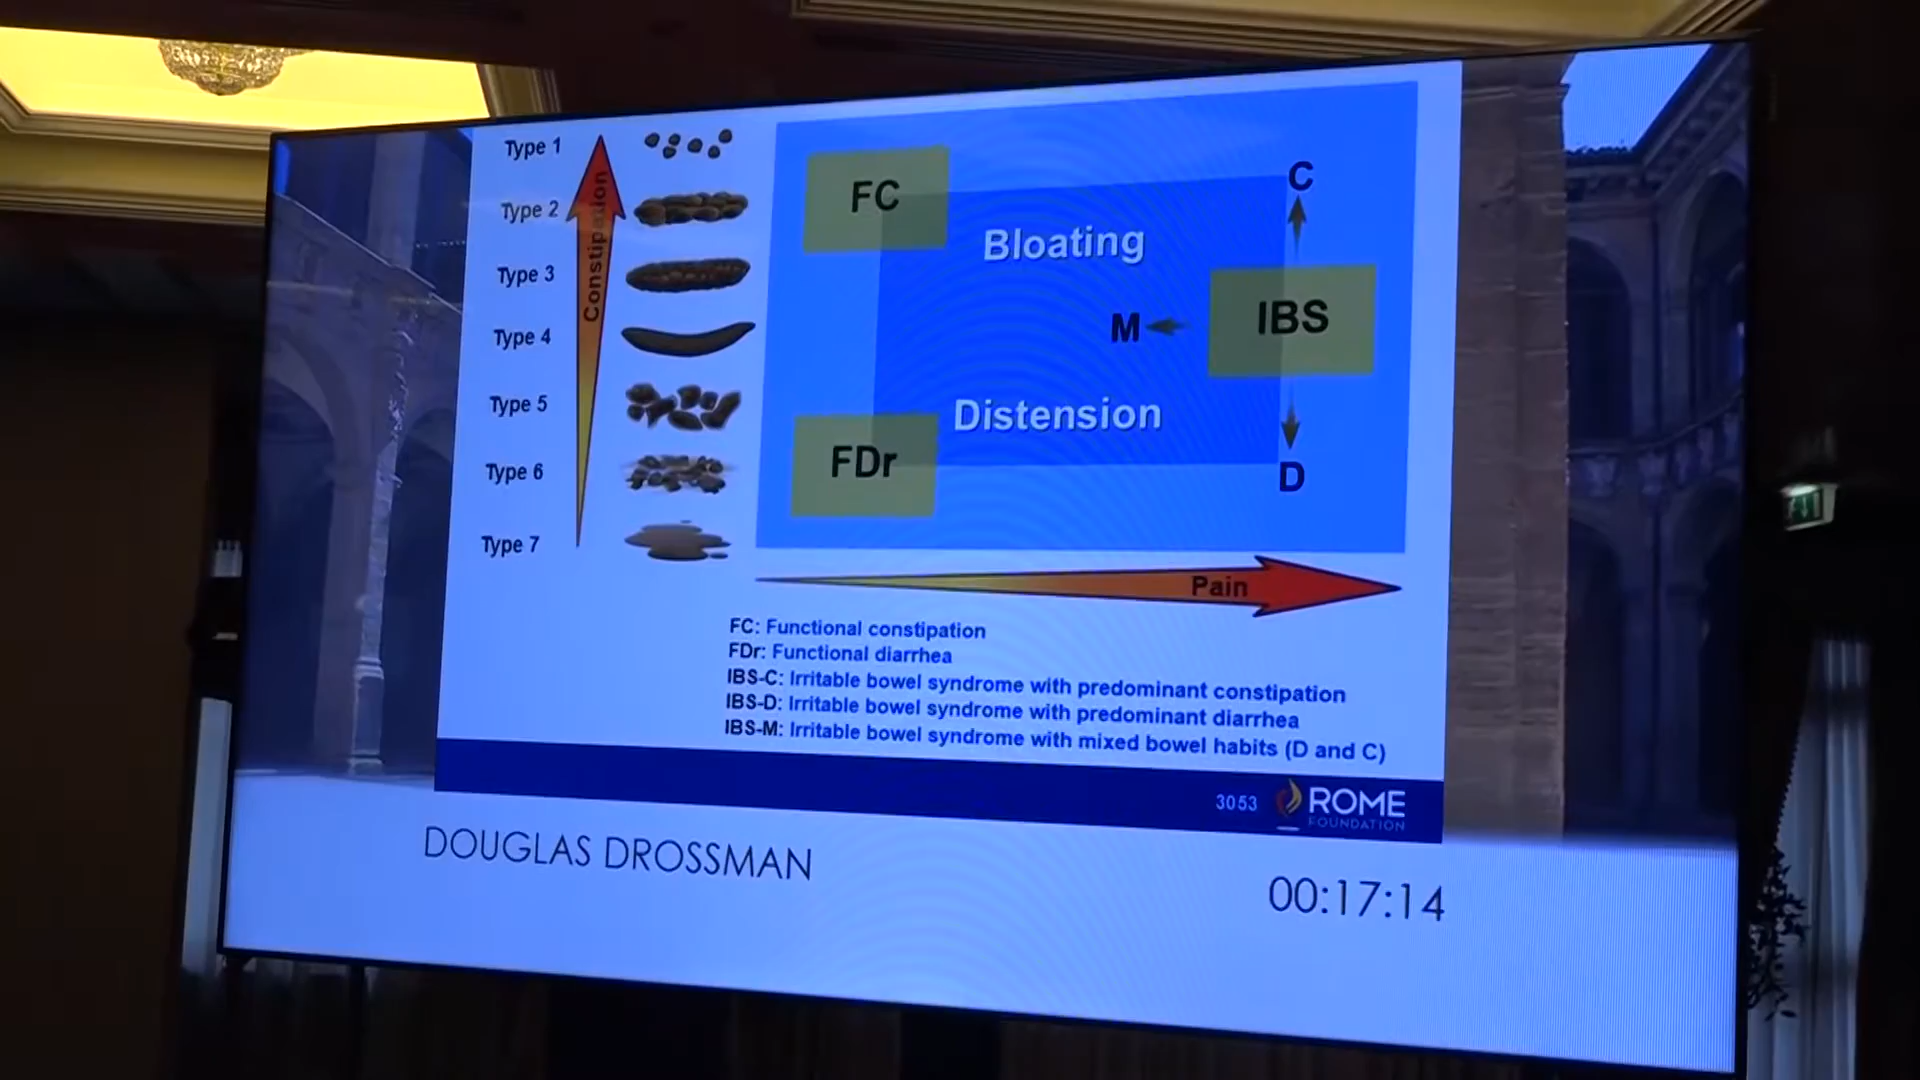 Type 1
Type 2
Type 3
Type 4
Type 5
Type 6
Type 7
Constipation
FC
Bloating
C
M
IBS
Distension
FDr
D
Pain
FC: Functional constipation
FDr: Functional diarrhea
IBS-C: Irritable bowel syndrome with predominant constipation
IBS-D: Irritable bowel syndrome with predominant diarrhea
IBS-M: Irritable bowel syndrome with mixed bowel habits (D and C)
3053
ROME
FOUNDATION
DOUGLAS DROSSMAN
00:17:14